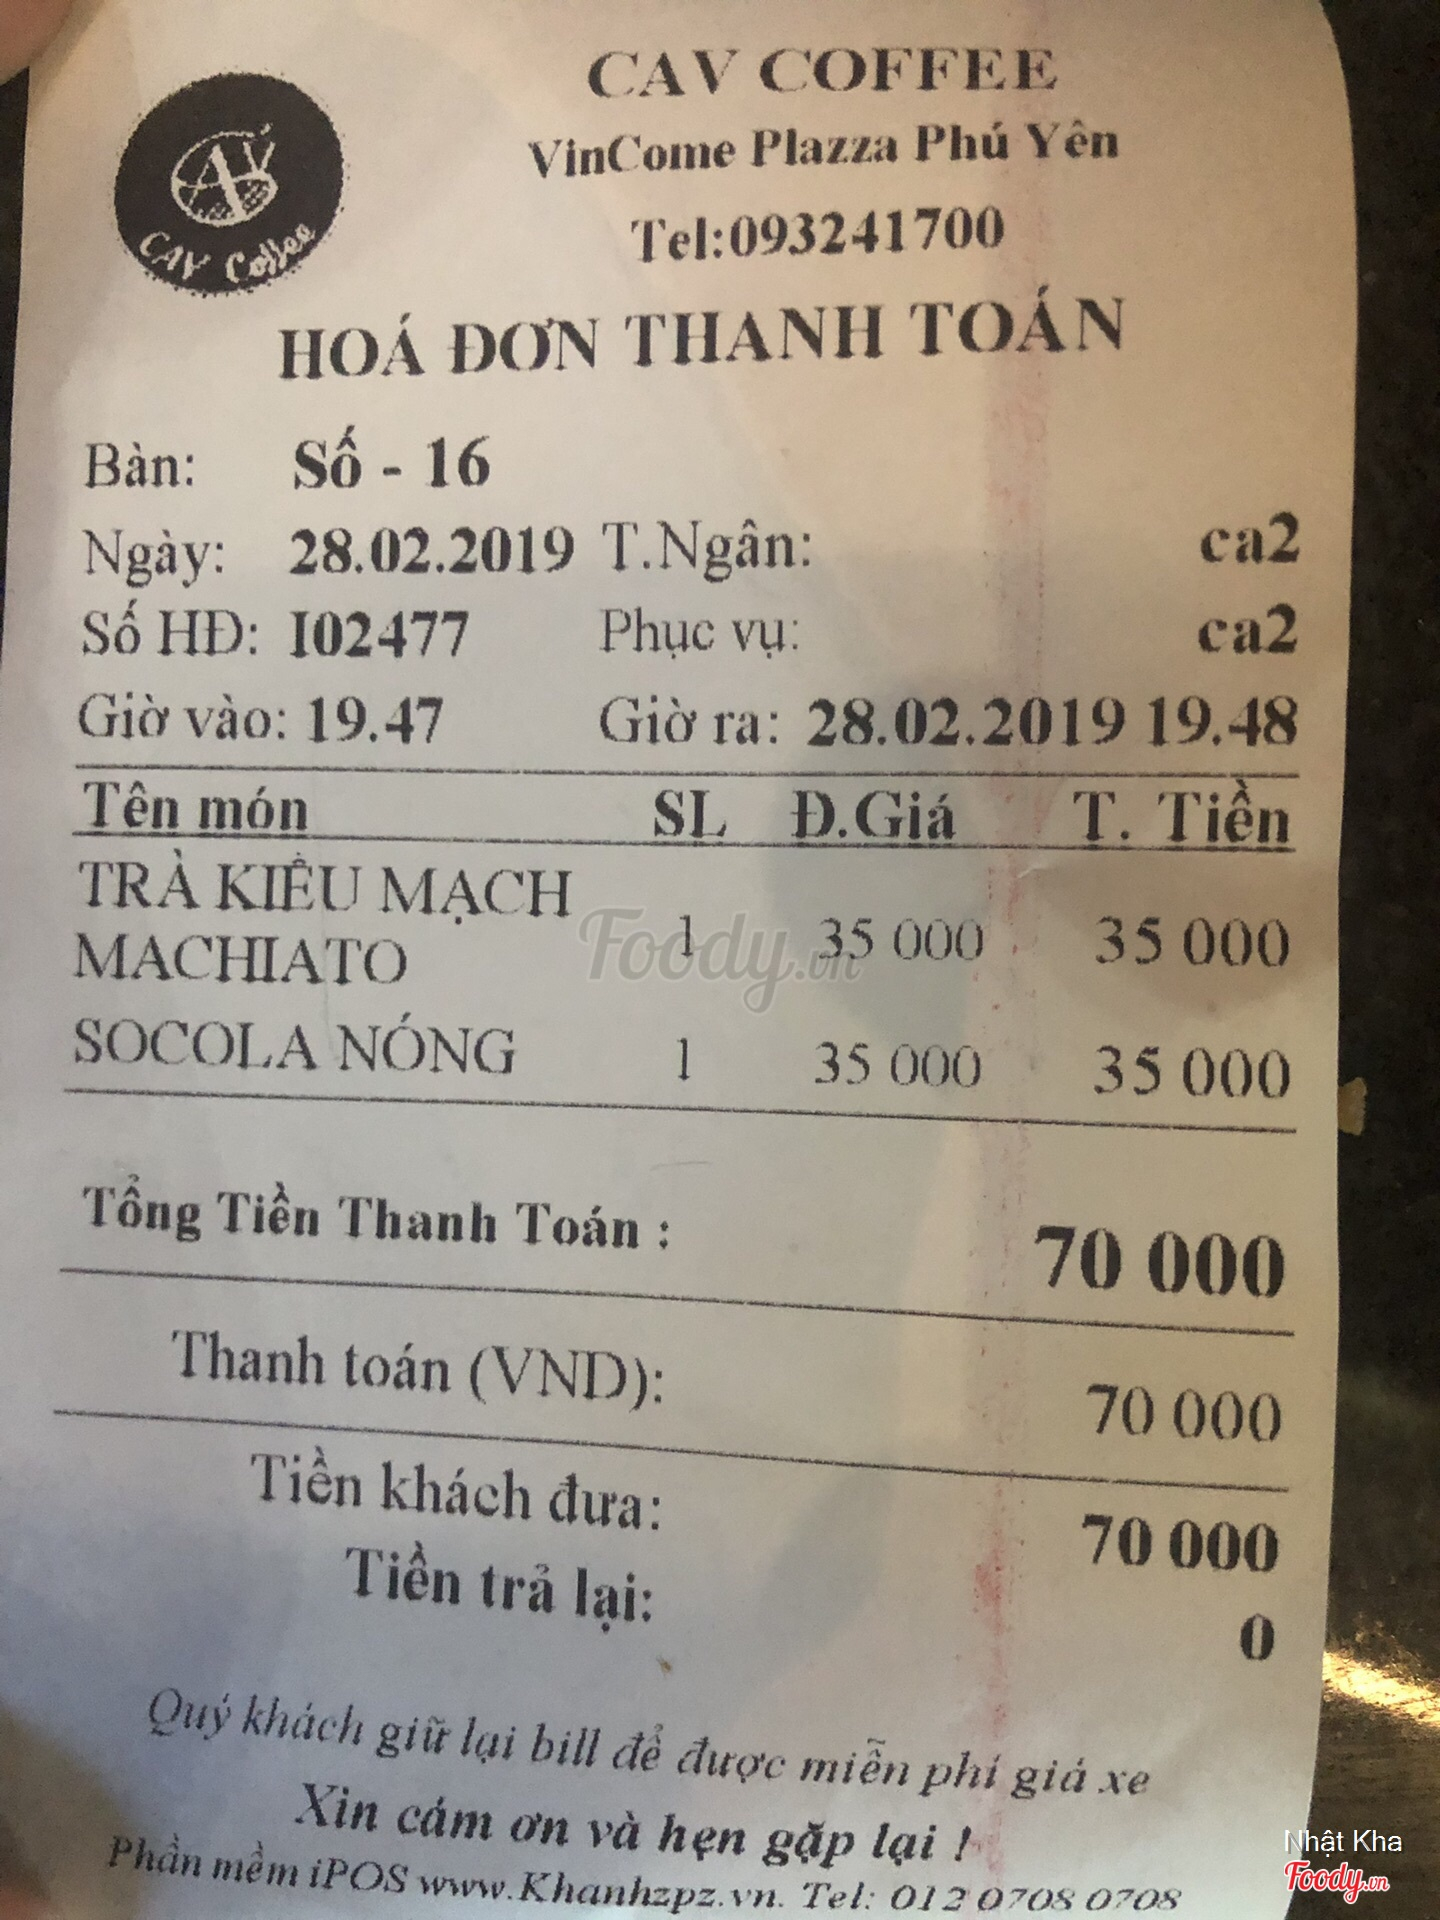 CAV COFFEE
VinCome Plazza Phú Yên
Tel:093241700
CAV Coffee
HOÁ ĐƠN THANH TOÁN
Bàn: Số - 16
Ngày: 28.02.2019 T.Ngân: ca2
Số HĐ: I02477 Phục vụ: ca2
Giờ vào: 19.47 Giờ ra: 28.02.2019 19.48
Tên món SL Đ.Giá T. Tiền
TRÀ KIỀU MẠCH
MACHIATO 1 35 000 35 000
Foody.vn
SOCOLA NÓNG 1 35 000 35 000
Tổng Tiền Thanh Toán : 70 000
Thanh toán (VND): 70 000
Tiền khách đưa: 70 000
Tiền trả lại: 0
Quý khách giữ lại bill để được miễn phí giá xe
Xin cám ơn và hẹn gặp lại !
Phần mềm iPOS www.Khanhzpz.vn. Tel: 012 0708 0708
Nhật Kha
Foody.vn